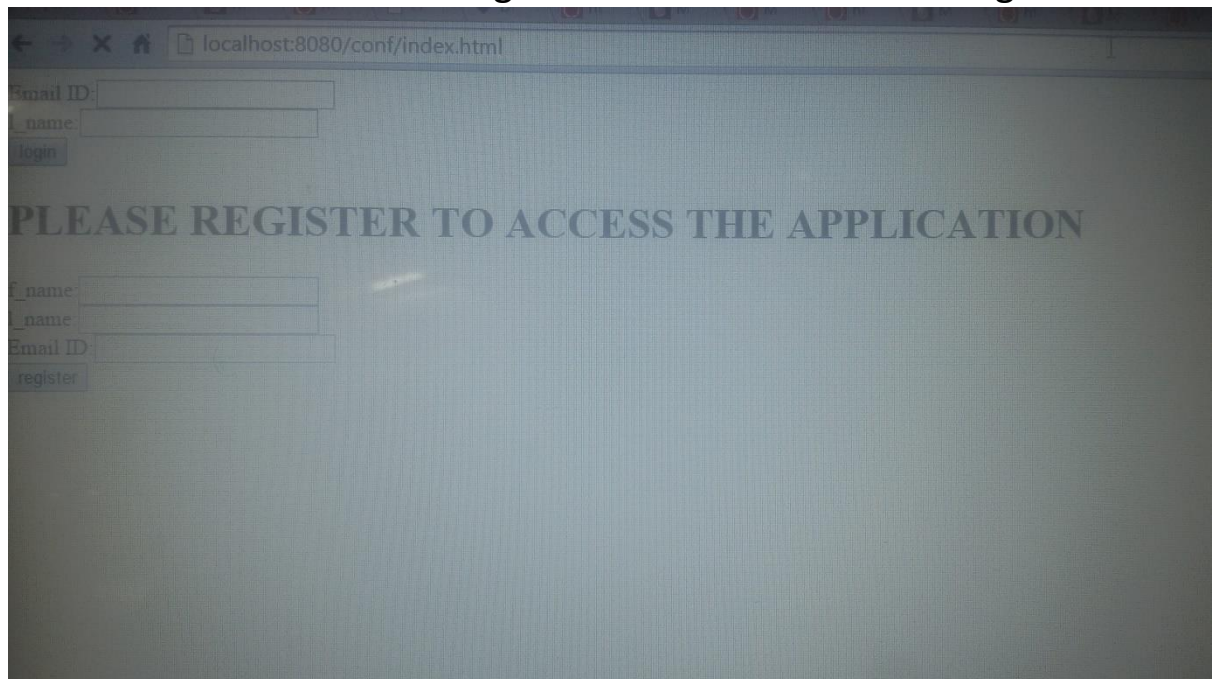 localhost:8080/conf/index.html
Email ID:
l_name:
login
PLEASE REGISTER TO ACCESS THE APPLICATION
f_name:
l_name:
Email ID:
register